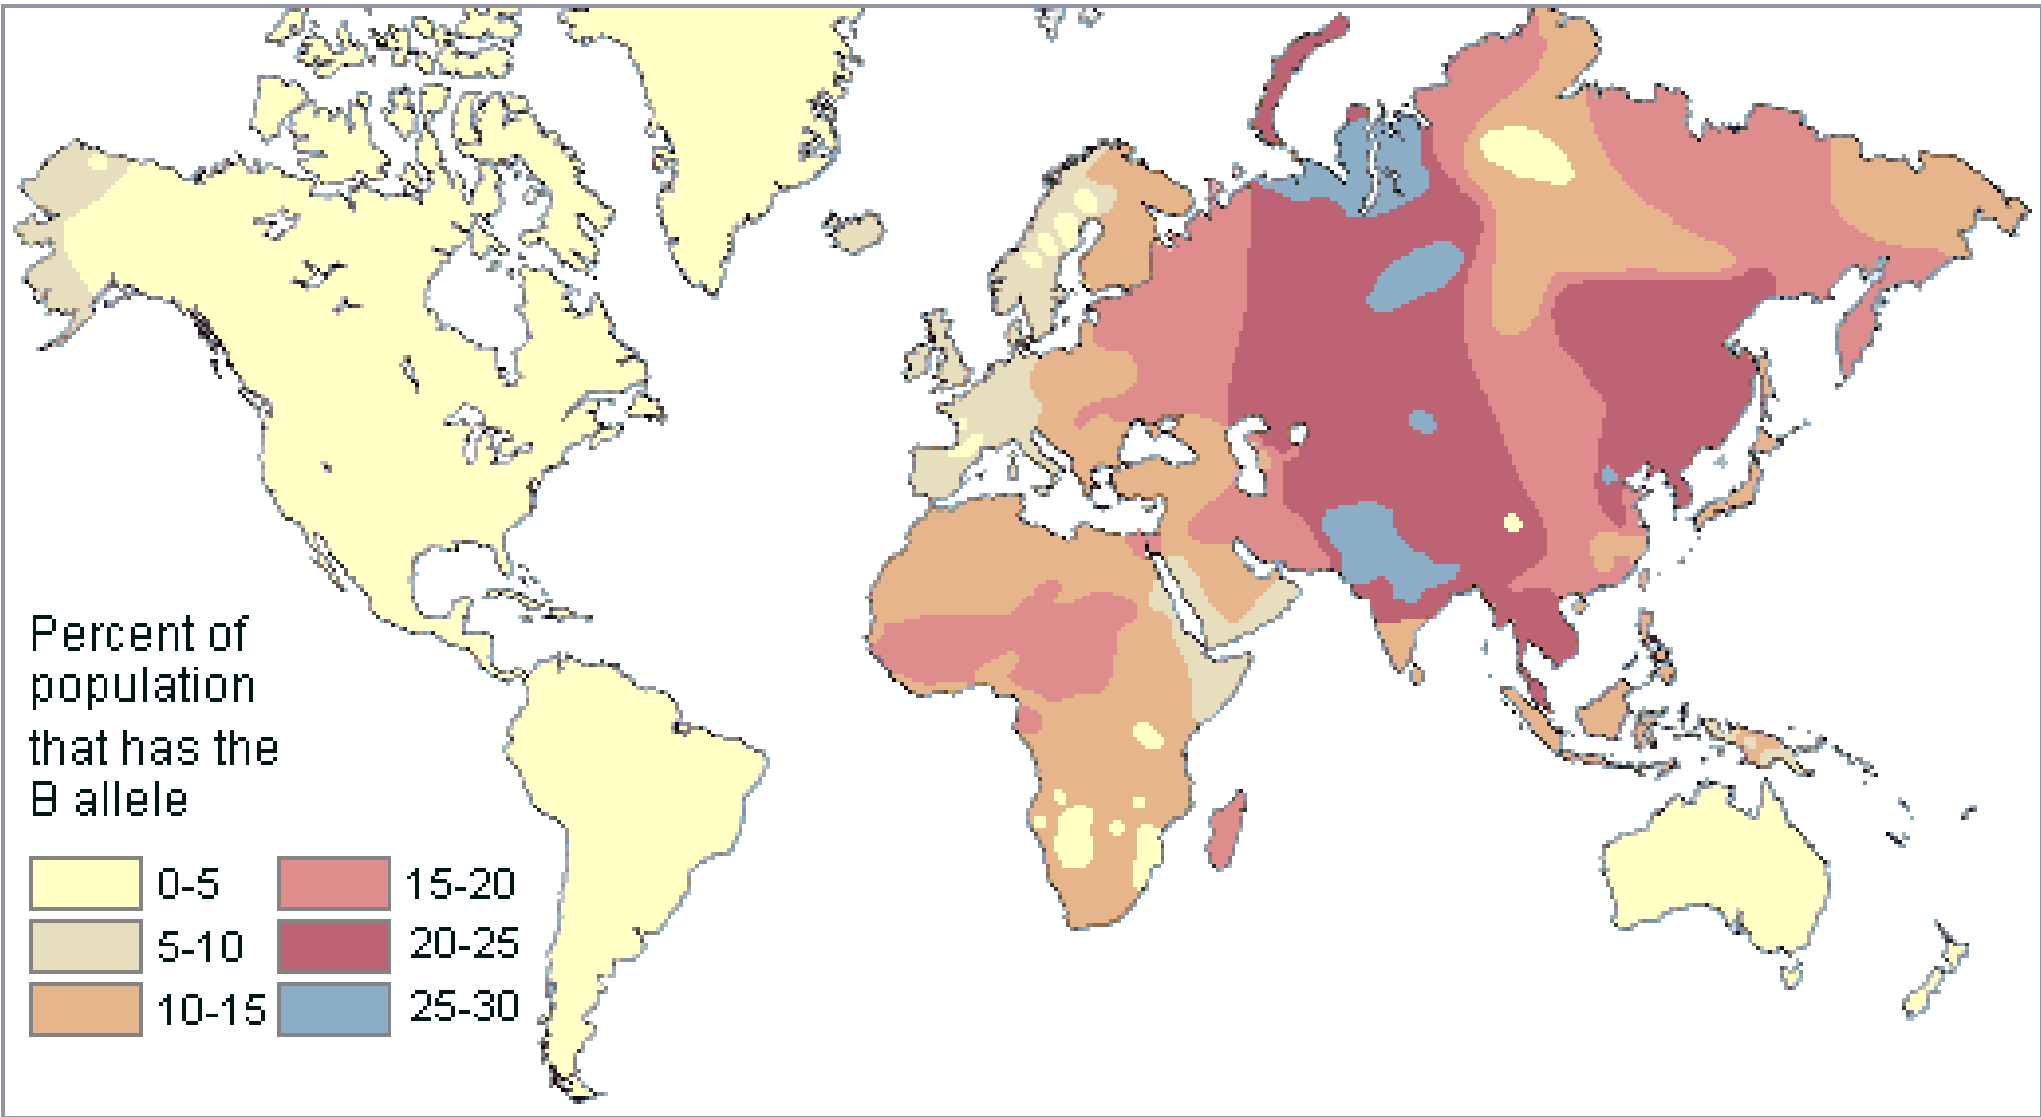 Percent of
population
that has the
B allele
0-5
15-20
5-10
20-25
10-15
25-30